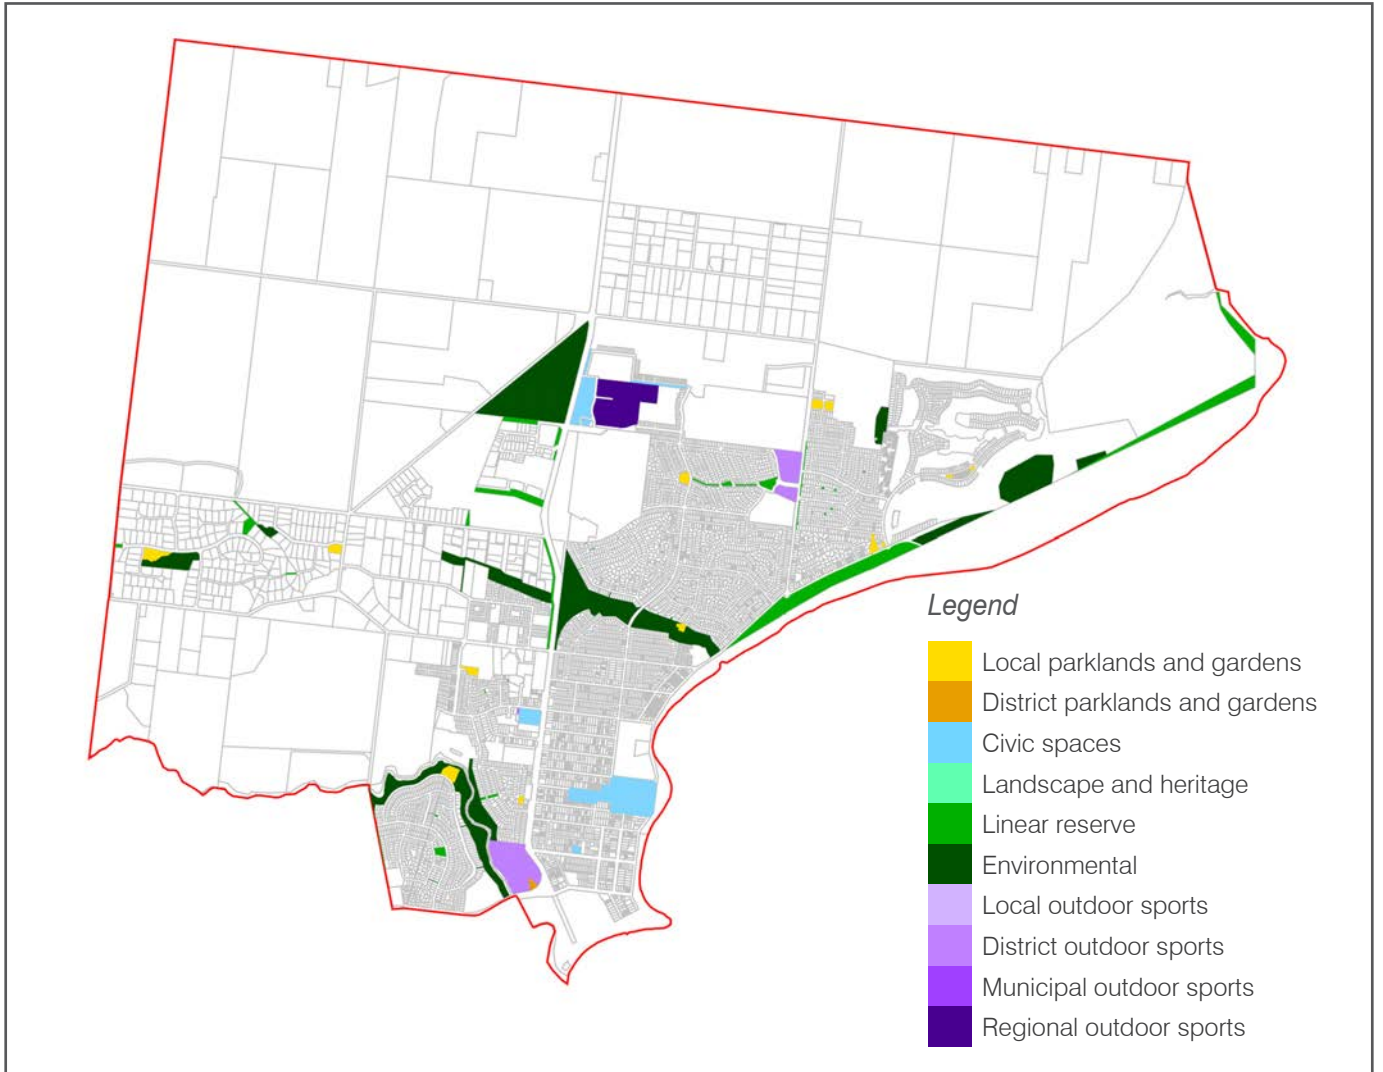 Legend
Local parklands and gardens
District parklands and gardens
Civic spaces
Landscape and heritage
Linear reserve
Environmental
Local outdoor sports
District outdoor sports
Municipal outdoor sports
Regional outdoor sports